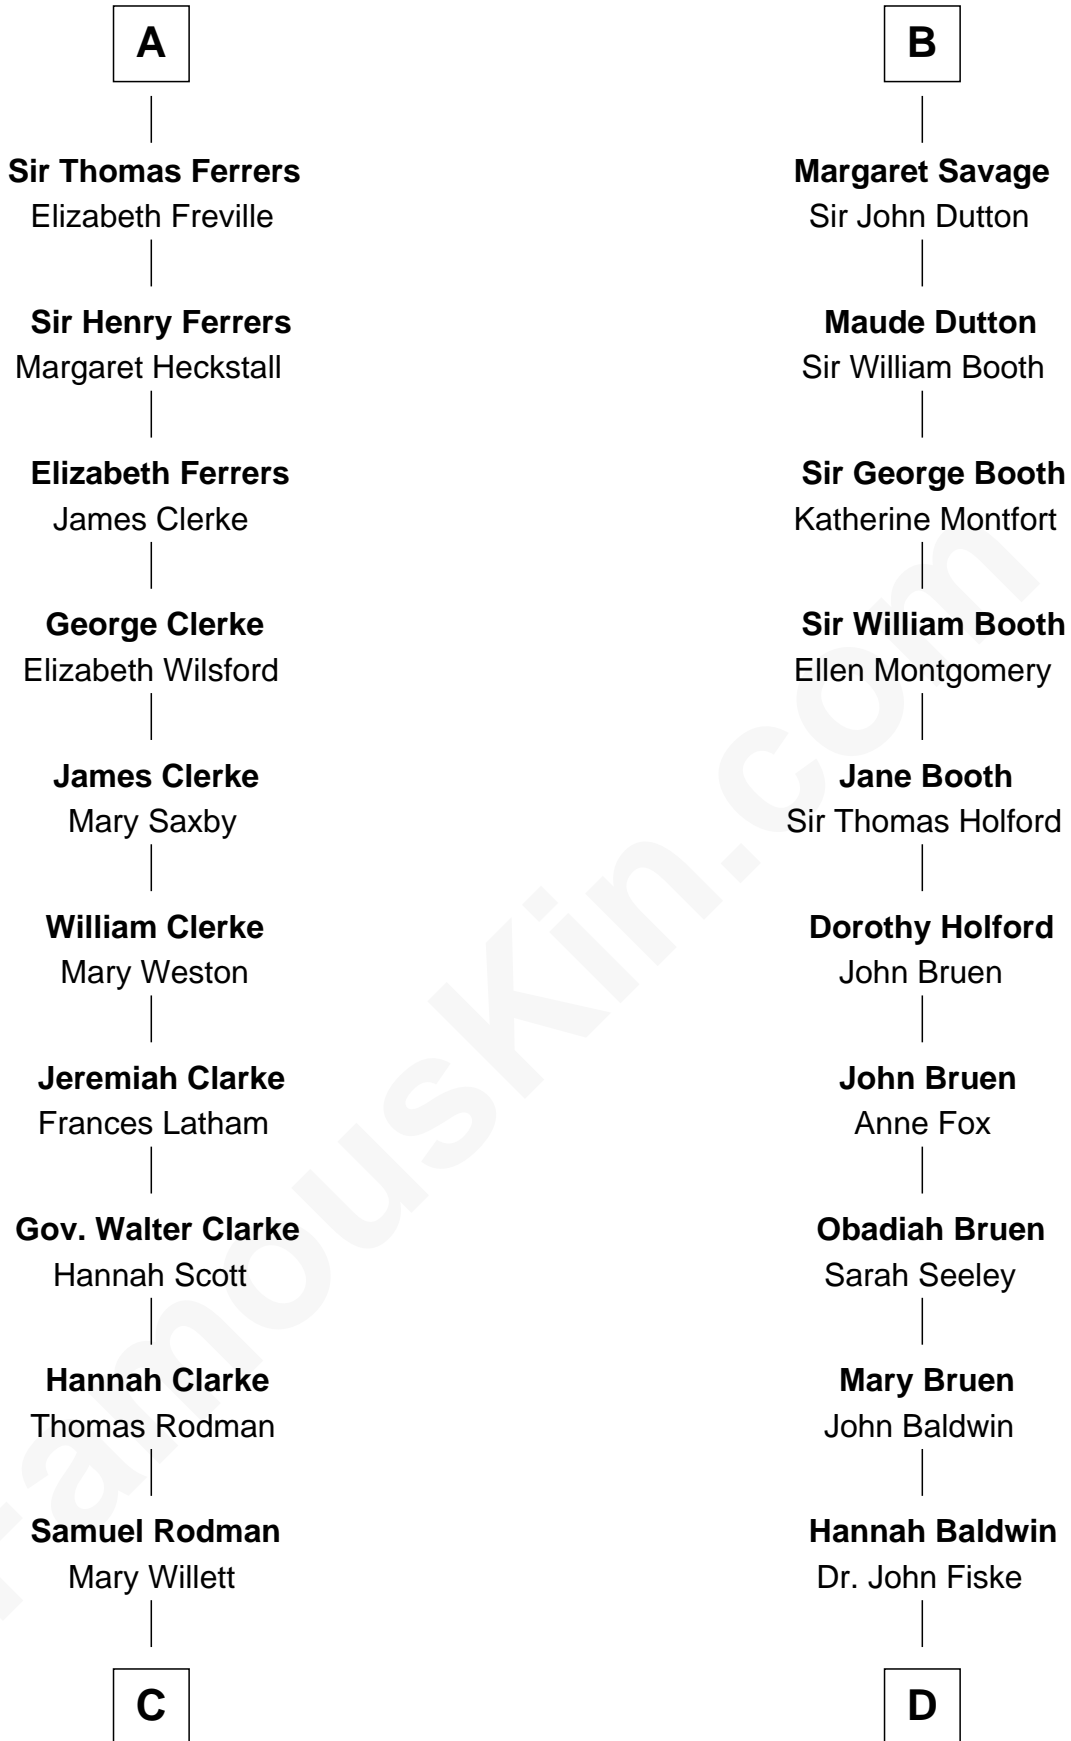 A
Sir Thomas Ferrers
Elizabeth Freville
Sir Henry Ferrers
Margaret Heckstall
Elizabeth Ferrers
James Clerke
George Clerke
Elizabeth Wilsford
James Clerke
Mary Saxby
William Clerke
Mary Weston
Jeremiah Clarke
Frances Latham
Gov. Walter Clarke
Hannah Scott
Hannah Clarke
Thomas Rodman
Samuel Rodman
Mary Willett
C
B
Margaret Savage
Sir John Dutton
Maude Dutton
Sir William Booth
Sir George Booth
Katherine Montfort
Sir William Booth
Ellen Montgomery
Jane Booth
Sir Thomas Holford
Dorothy Holford
John Bruen
John Bruen
Anne Fox
Obadiah Bruen
Sarah Seeley
Mary Bruen
John Baldwin
Hannah Baldwin
Dr. John Fiske
D
FamousKin.com